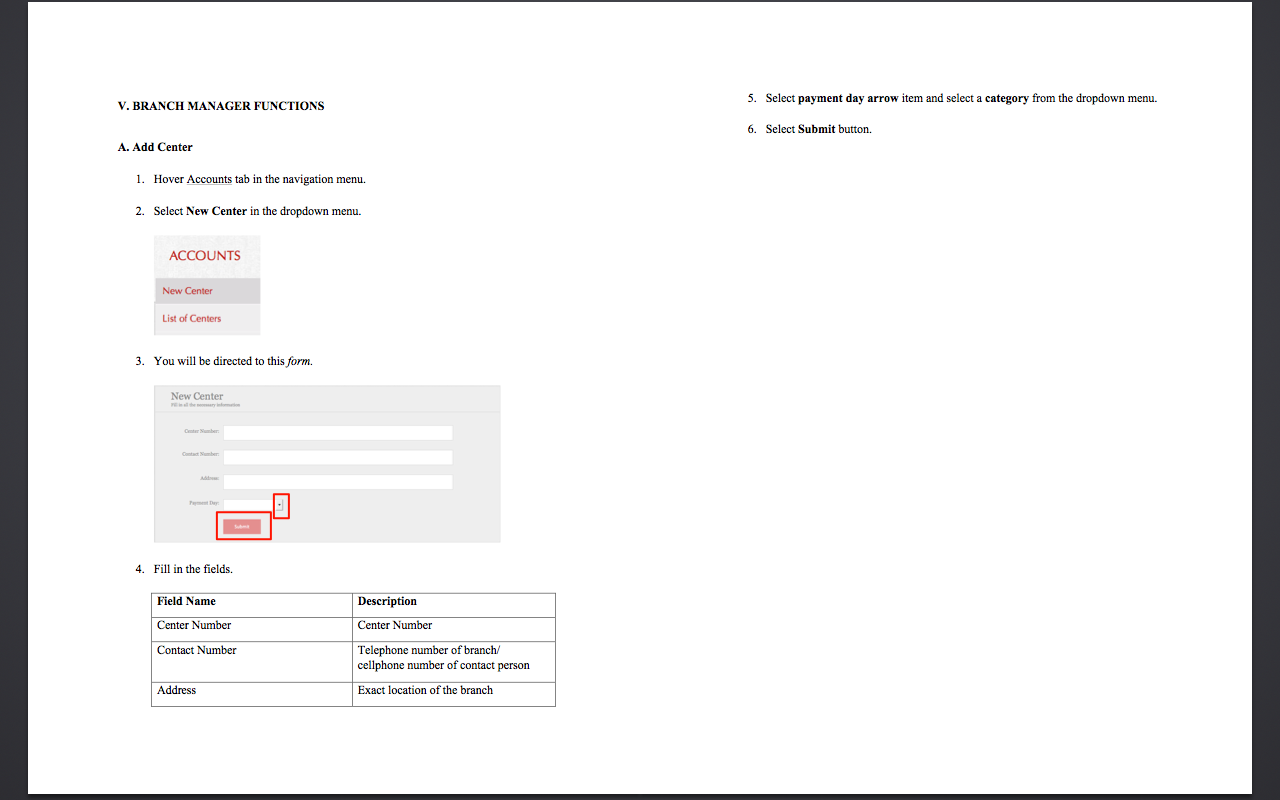 V. BRANCH MANAGER FUNCTIONS
A. Add Center
1. Hover Accounts tab in the navigation menu.
2. Select New Center in the dropdown menu.
ACCOUNTS
New Center
List of Centers
3. You will be directed to this form.
New Center
Fill in all the necessary information
Center Number:
Contact Number:
Address:
Payment Day:
Submit
4. Fill in the fields.
Field Name Description
Center Number Center Number
Contact Number Telephone number of branch/
cellphone number of contact person
Address Exact location of the branch
5. Select payment day arrow item and select a category from the dropdown menu.
6. Select Submit button.